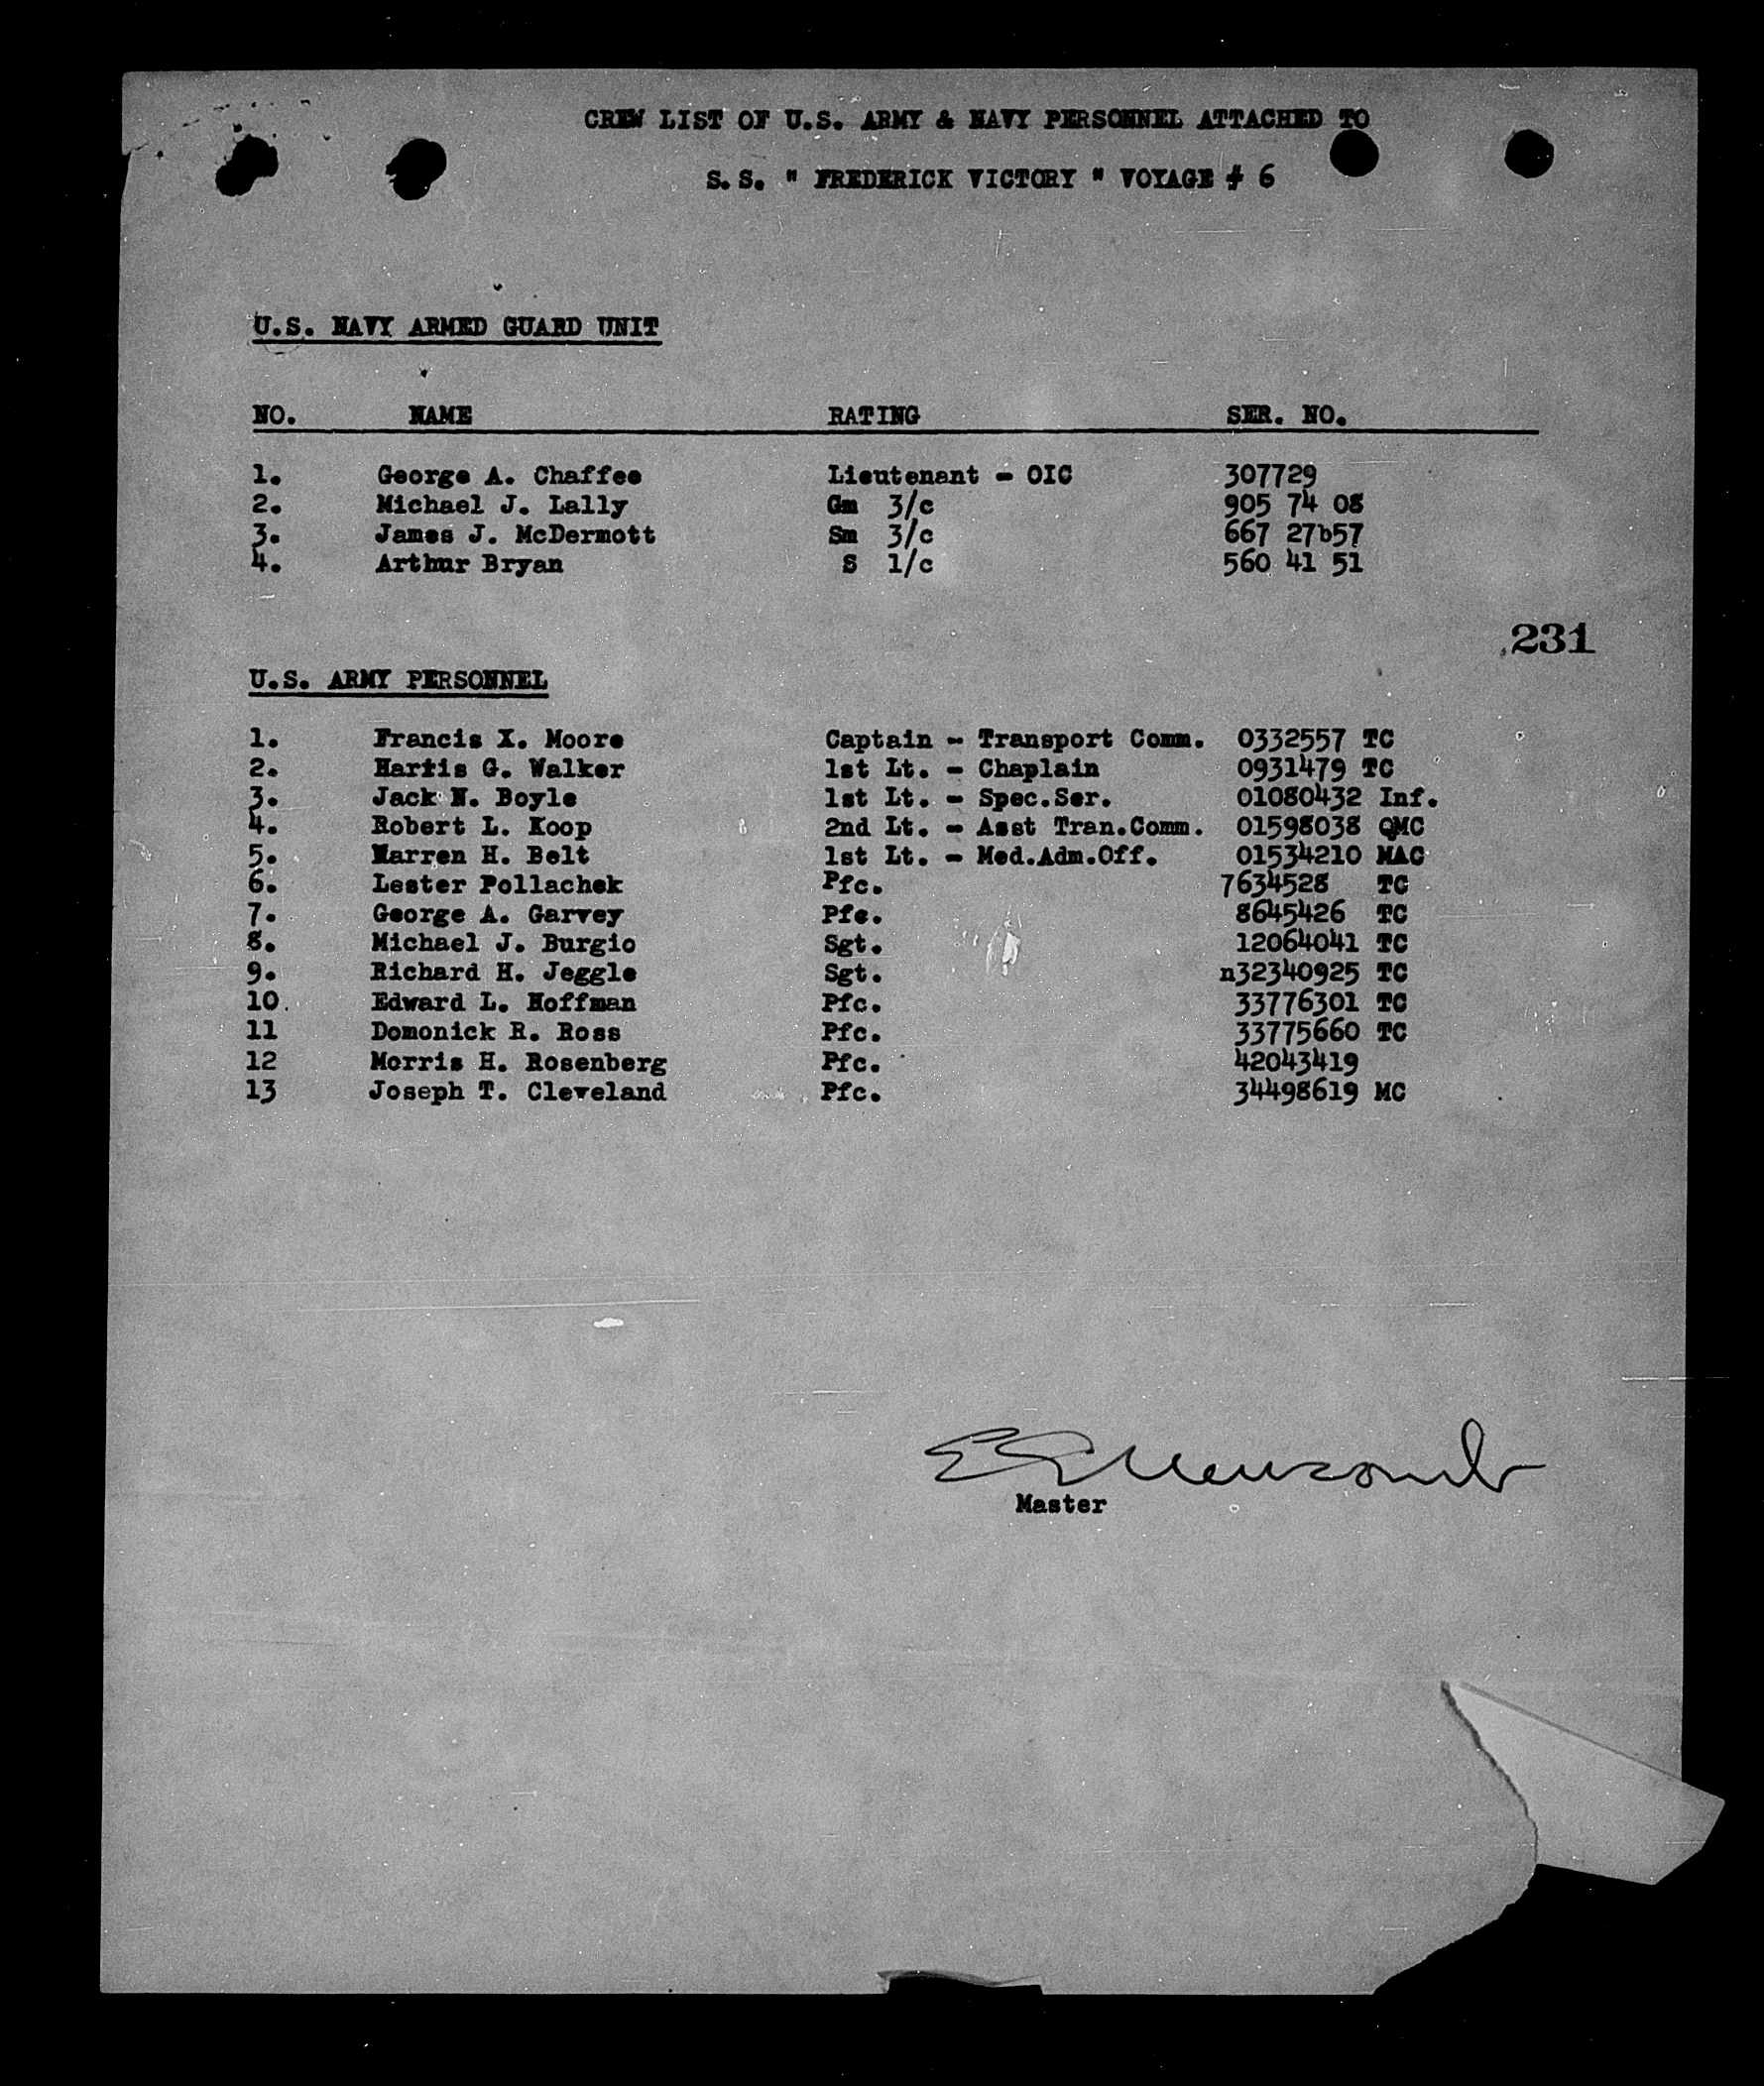 CREW LIST OF U.S. ARMY & NAVY PERSONNEL ATTACHED TO
S. S. " FREDERICK VICTORY " VOYAGE # 6
U.S. NAVY ARMED GUARD UNIT
NO. NAME RATING SER. NO.
1. George A. Chaffee Lieutenant - OIC 307729
2. Michael J. Lally Gm 3/c 905 74 08
3. James J. McDermott Sm 3/c 667 27b57
4. Arthur Bryan S 1/c 560 41 51
231
U.S. ARMY PERSONNEL
1. Francis X. Moore Captain - Transport Comm. 0332557 TC
2. Harris G. Walker 1st Lt. - Chaplain 0931479 TC
3. Jack N. Boyle 1st Lt. - Spec.Ser. 01080432 Inf.
4. Robert L. Koop 2nd Lt. - Asst Tran.Comm. 01598038 QMC
5. Warren H. Belt 1st Lt. - Med.Adm.Off. 01534210 MAC
6. Lester Pollachek Pfc. 7634528 TC
7. George A. Garvey Pfc. 8645426 TC
8. Michael J. Burgio Sgt. 12064041 TC
9. Richard H. Jeggle Sgt. n32340925 TC
10. Edward L. Hoffman Pfc. 33776301 TC
11 Domonick R. Ross Pfc. 33775660 TC
12 Morris H. Rosenberg Pfc. 42043419
13 Joseph T. Cleveland Pfc. 34498619 MC
E E Newcomb
Master